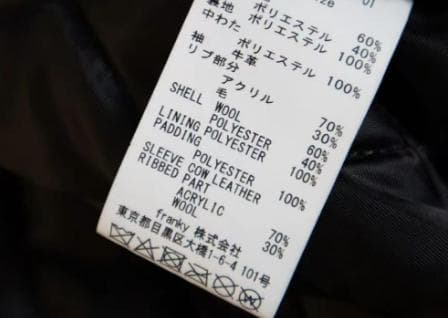 ize 01
裏地 ポリエステル 60%
中わた ポリエステル 40%
袖 ポリエステル 100%
リブ部分 牛革 100%
アクリル
毛
SHELL WOOL 70%
POLYESTER 30%
LINING POLYESTER 60%
PADDING 40%
POLYESTER 100%
SLEEVE COW LEATHER 100%
RIBBED PART
ACRYLIC 70%
WOOL 30%
franky 株式会社
東京都目黒区大橋1-6-4 101号